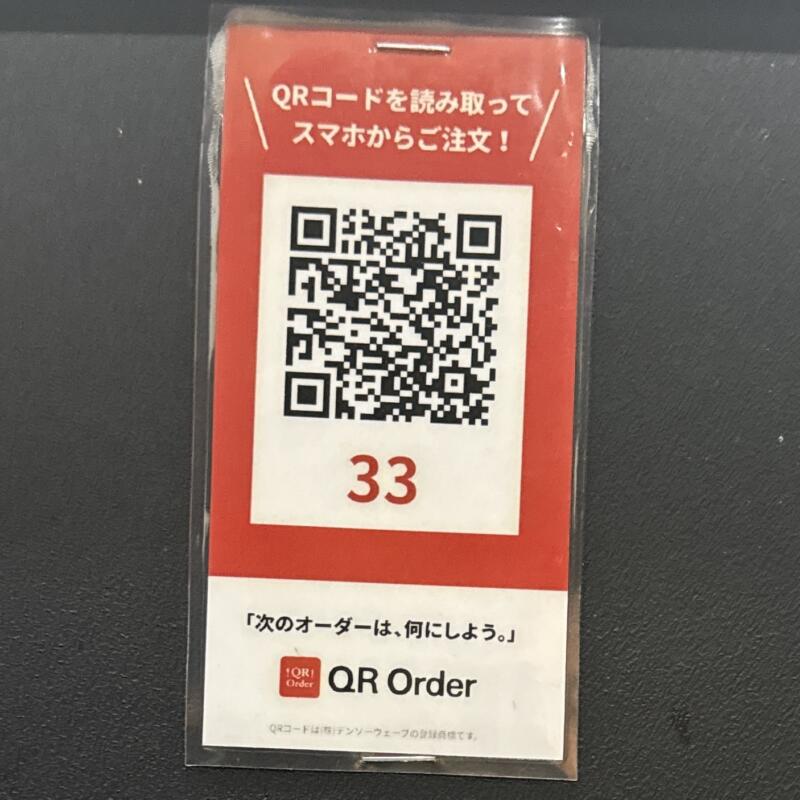 QRコードを読み取って
スマホからご注文！
33
「次のオーダーは、何にしよう。」
QR
Order
QR Order
QRコードは(株)デンソーウェーブの登録商標です。